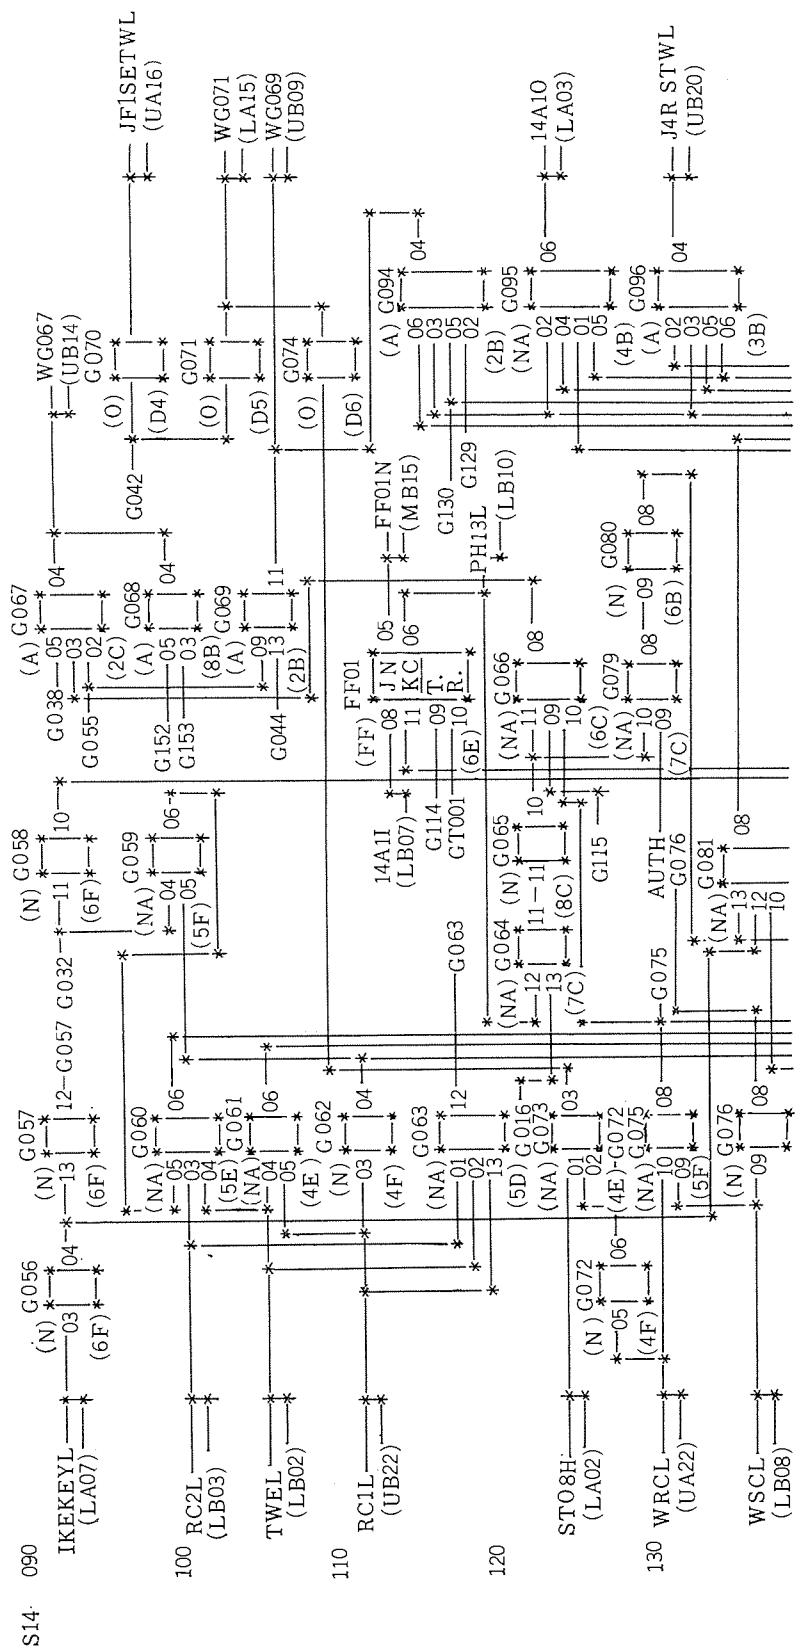 S14 090
IKEKEYL
(LA07)
(N) G056
03 04
(6F)
(N) G057
13 12-G057
(6F)
G032
(N) G058
11 10
(6F)
(A) G067
G038-05 04
03
G055-02
(2C)
WG067
(UB14)
100 RC2L
(LB03)
(NA) G060
05 06
03
04
(5E)
(NA) G059
04 06
05
(5F)
(A) G068
G152 05 04
G153 03
(8B)
G042
(O) G070
(D4)
JF1SETWL
(UA16)
TWEL
(LB02)
(NA) G061
04 06
05
(4E)
(A) G069
09 11
G044 13
(2B)
(O) G071
(D5)
WG071
(LA15)
WG069
(UB09)
110 RC1L
(UB22)
(N) G062
03 04
(4F)
(O) G074
(D6)
(NA) G063
01 12 G063
02
13
(5D)
14A1I
(LB07)
G114
GT001
(FF) FF01
08 JN 05
11 KC 06
09 T.
10 R.
(6E)
FF01N
(MB15)
G130
G129
(A) G094
06 04
03
05
02
(2B)
120 STO8H
(LA02)
G016
(NA) G073
01 03
02
(4E)-G072
(NA) G064
12 11
13
(7C)
(N) G065
11 10
(8C)
G115
(NA) G066
11 08
09
10
(6C)
PH13L
(LB10)
(NA) G095
02 06
04
01
05
(4B)
14A1O
(LA03)
130 WRCL
(UA22)
(N) G072
05 06
(4F)
(NA) G075
10 08 G075
09
(5F)
AUTH
G076
(NA) G079
10 08
09
(7C)
(N) G080
09 08
(6B)
(A) G096
02 04
03
05
06
(3B)
J4R STWL
(UB20)
WSCL
(LB08)
(N) G076
09 08
(NA) G081
13 08
12
10